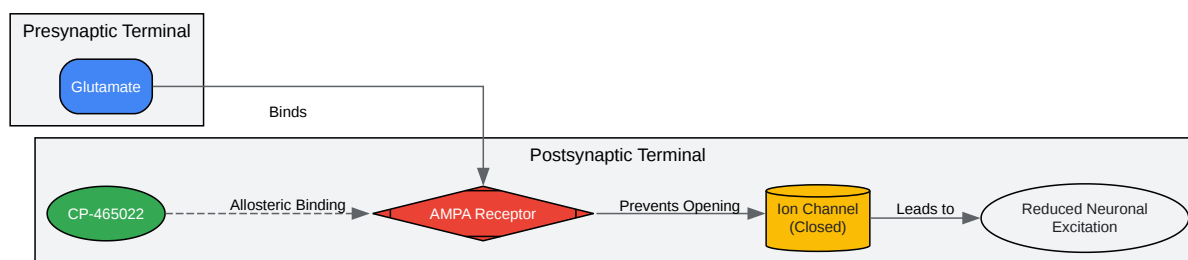 Presynaptic Terminal
Glutamate
Binds
Postsynaptic Terminal
CP-465022
Allosteric Binding
AMPA Receptor
Prevents Opening
Ion Channel
(Closed)
Leads to
Reduced Neuronal
Excitation